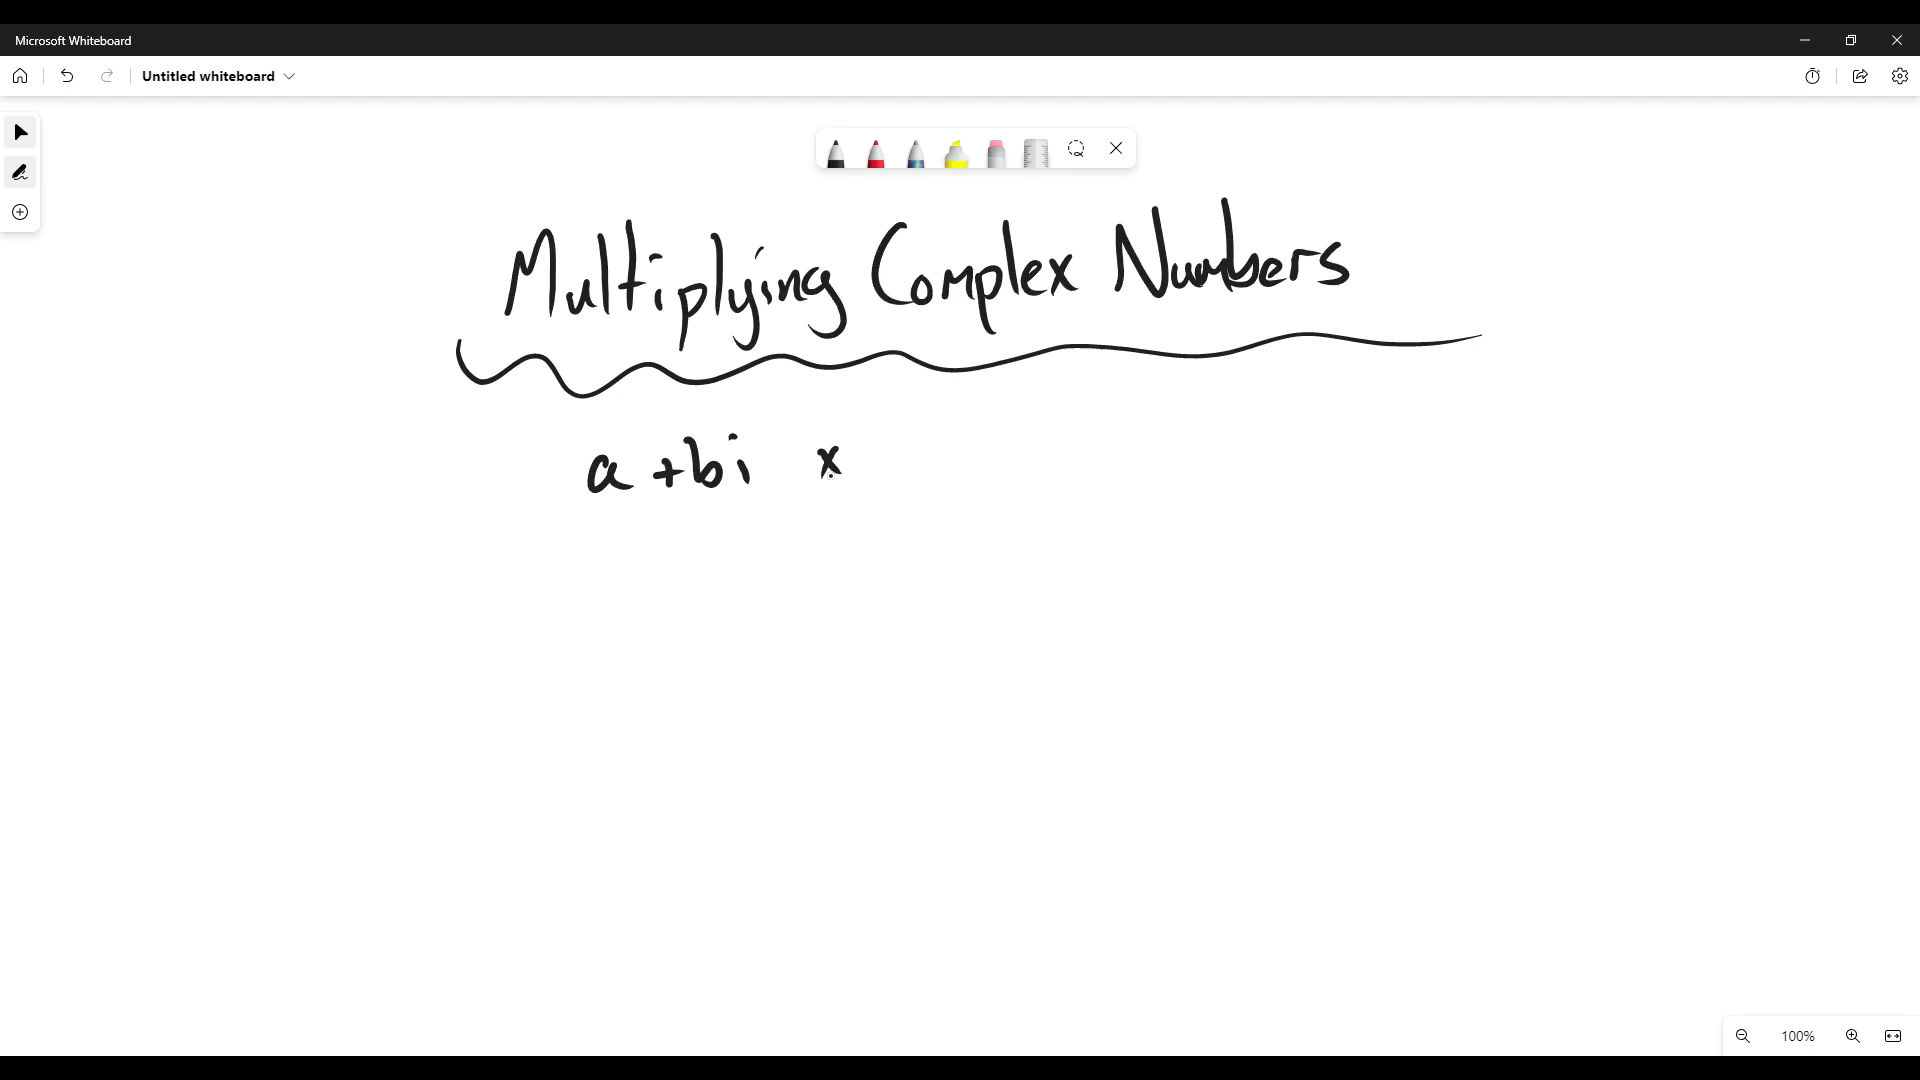 Microsoft Whiteboard
Untitled whiteboard
Multiplying Complex Numbers
a + bi x
100%